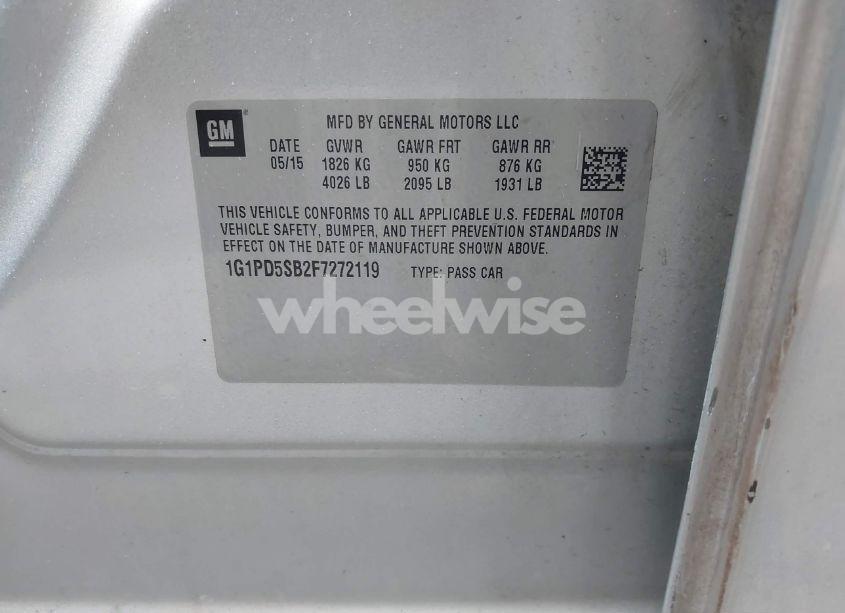 GM
MFD BY GENERAL MOTORS LLC
DATE GVWR GAWR FRT GAWR RR
05/15 1826 KG 950 KG 876 KG
4026 LB 2095 LB 1931 LB
THIS VEHICLE CONFORMS TO ALL APPLICABLE U.S. FEDERAL MOTOR
VEHICLE SAFETY, BUMPER, AND THEFT PREVENTION STANDARDS IN
EFFECT ON THE DATE OF MANUFACTURE SHOWN ABOVE.
1G1PD5SB2F7272119 TYPE: PASS CAR
wheelwise